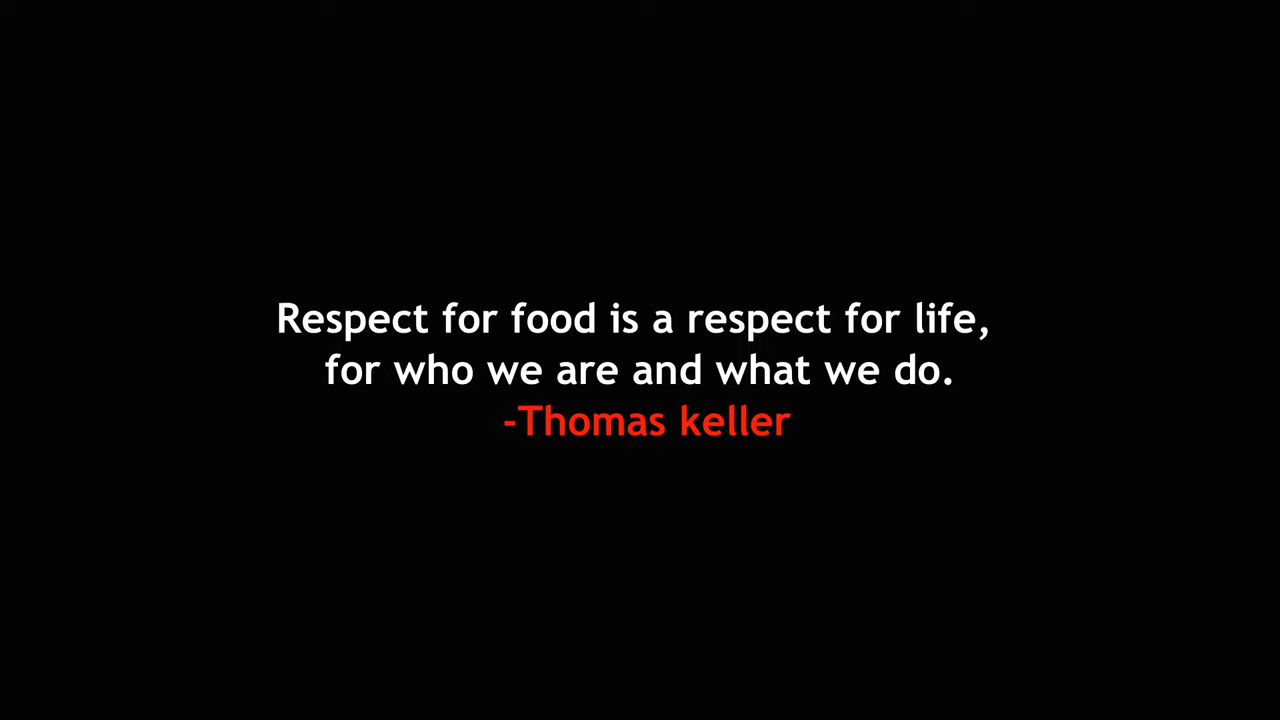 Respect for food is a respect for life,
for who we are and what we do.
-Thomas keller